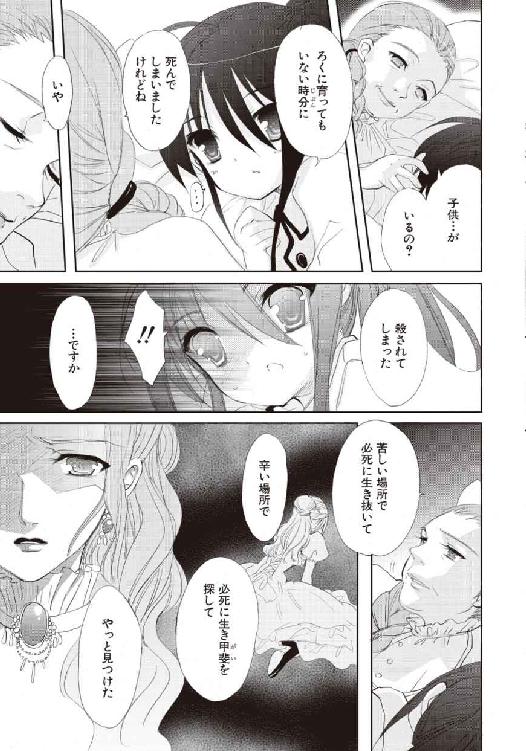 子供…が
いるの？
ろくに育っても
いない時分に
…
死んで
しまいました
けれどね
いや
殺されて
しまった
!!
…ですか
苦しい場所で
必死に生き抜いて
辛い場所で
必死に生き甲斐を
探して
やっと見つけた